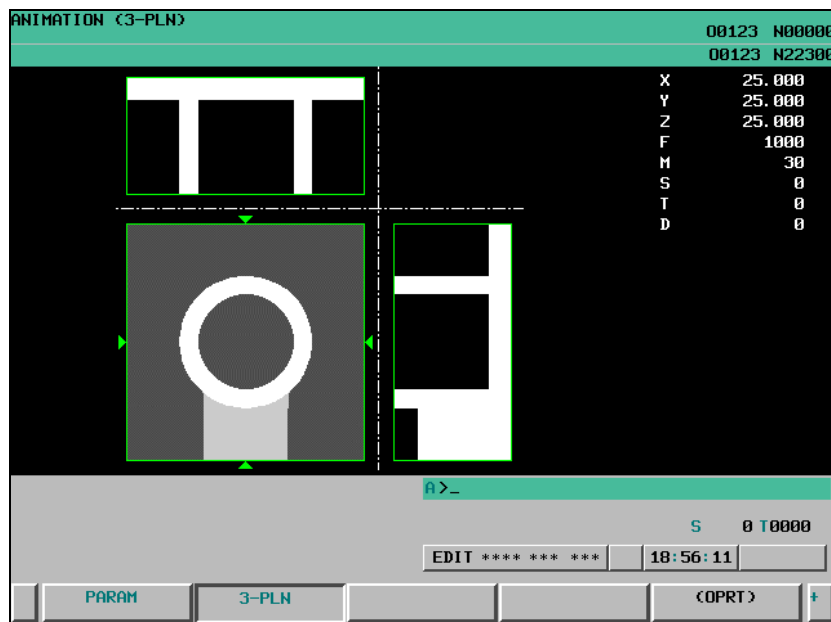 ANIMATION (3-PLN)
O0123 N00000
O0123 N22300
X 25.000
Y 25.000
Z 25.000
F 1000
M 30
S 0
T 0
D 0
A>_
S 0 T0000
EDIT **** *** *** 18:56:11
PARAM 3-PLN (OPRT) +